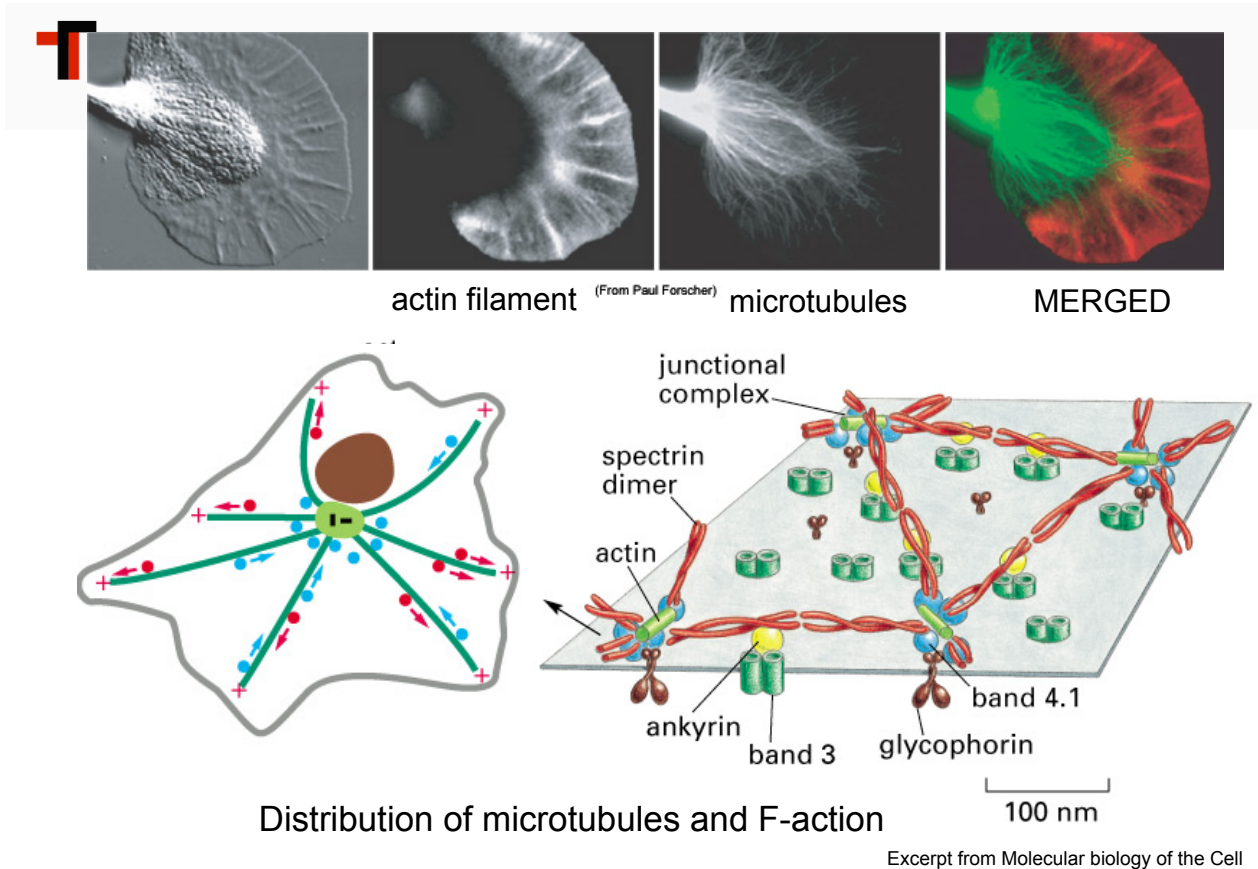 actin filament
(From Paul Forscher)
microtubules
MERGED
junctional
complex
spectrin
dimer
actin
ankyrin
band 3
glycophorin
band 4.1
100 nm
Distribution of microtubules and F-action
Excerpt from Molecular biology of the Cell